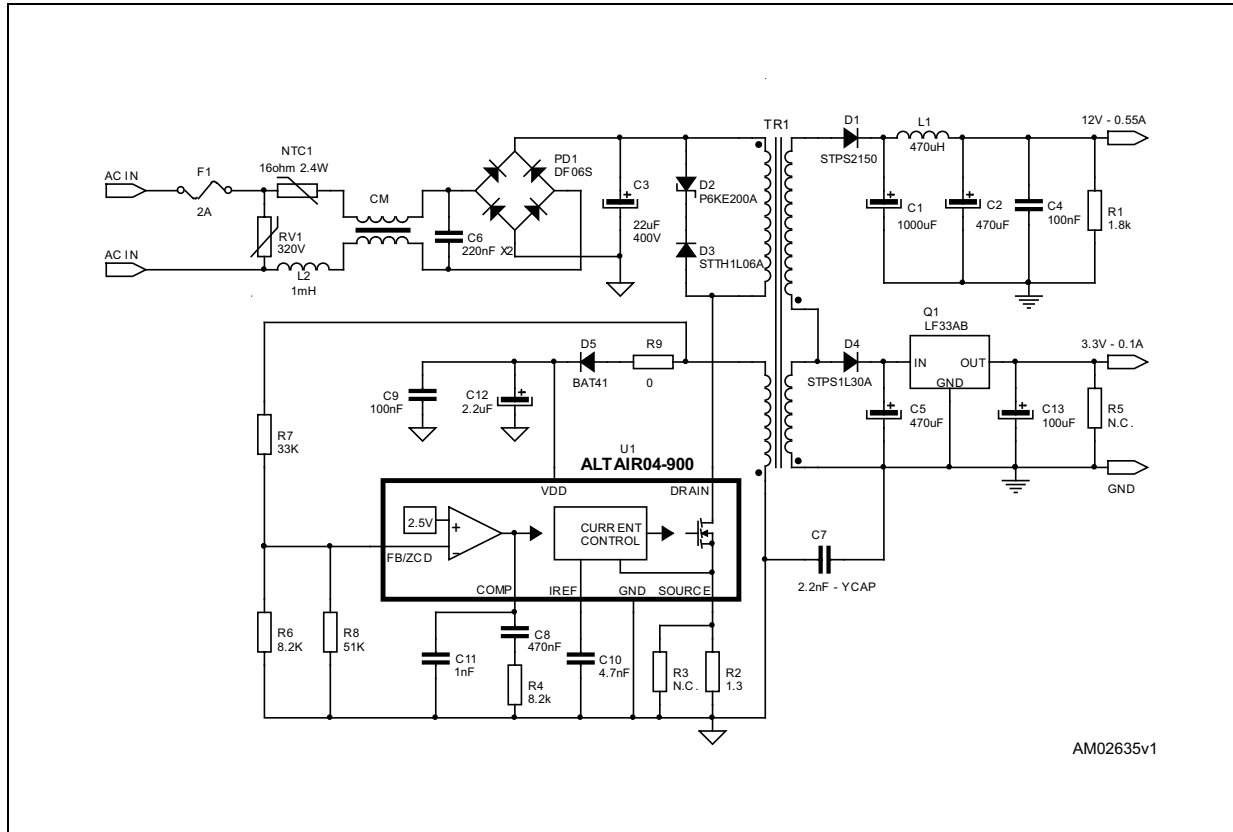 TR1
D1
STPS2150
L1
470uH
12V - 0.55A
NTC1
16ohm 2.4W
F1
2A
AC IN
CM
PD1
DF06S
C3
22uF
400V
D2
P6KE200A
D3
STTH1L06A
C1
1000uF
C2
470uF
C4
100nF
R1
1.8k
RV1
320V
C6
220nF X2
AC IN
L2
1mH
Q1
LF33AB
IN
OUT
GND
3.3V - 0.1A
D5
BAT41
R9
0
D4
STPS1L30A
C9
100nF
C12
2.2uF
C5
470uF
C13
100uF
R5
N.C.
R7
33K
U1
ALTAIR04-900
GND
VDD
DRAIN
2.5V
+
−
CURRENT
CONTROL
FB/ZCD
COMP
IREF
GND
SOURCE
C7
2.2nF - YCAP
R6
8.2K
R8
51K
C11
1nF
C8
470nF
R4
8.2k
C10
4.7nF
R3
N.C.
R2
1.3
AM02635v1